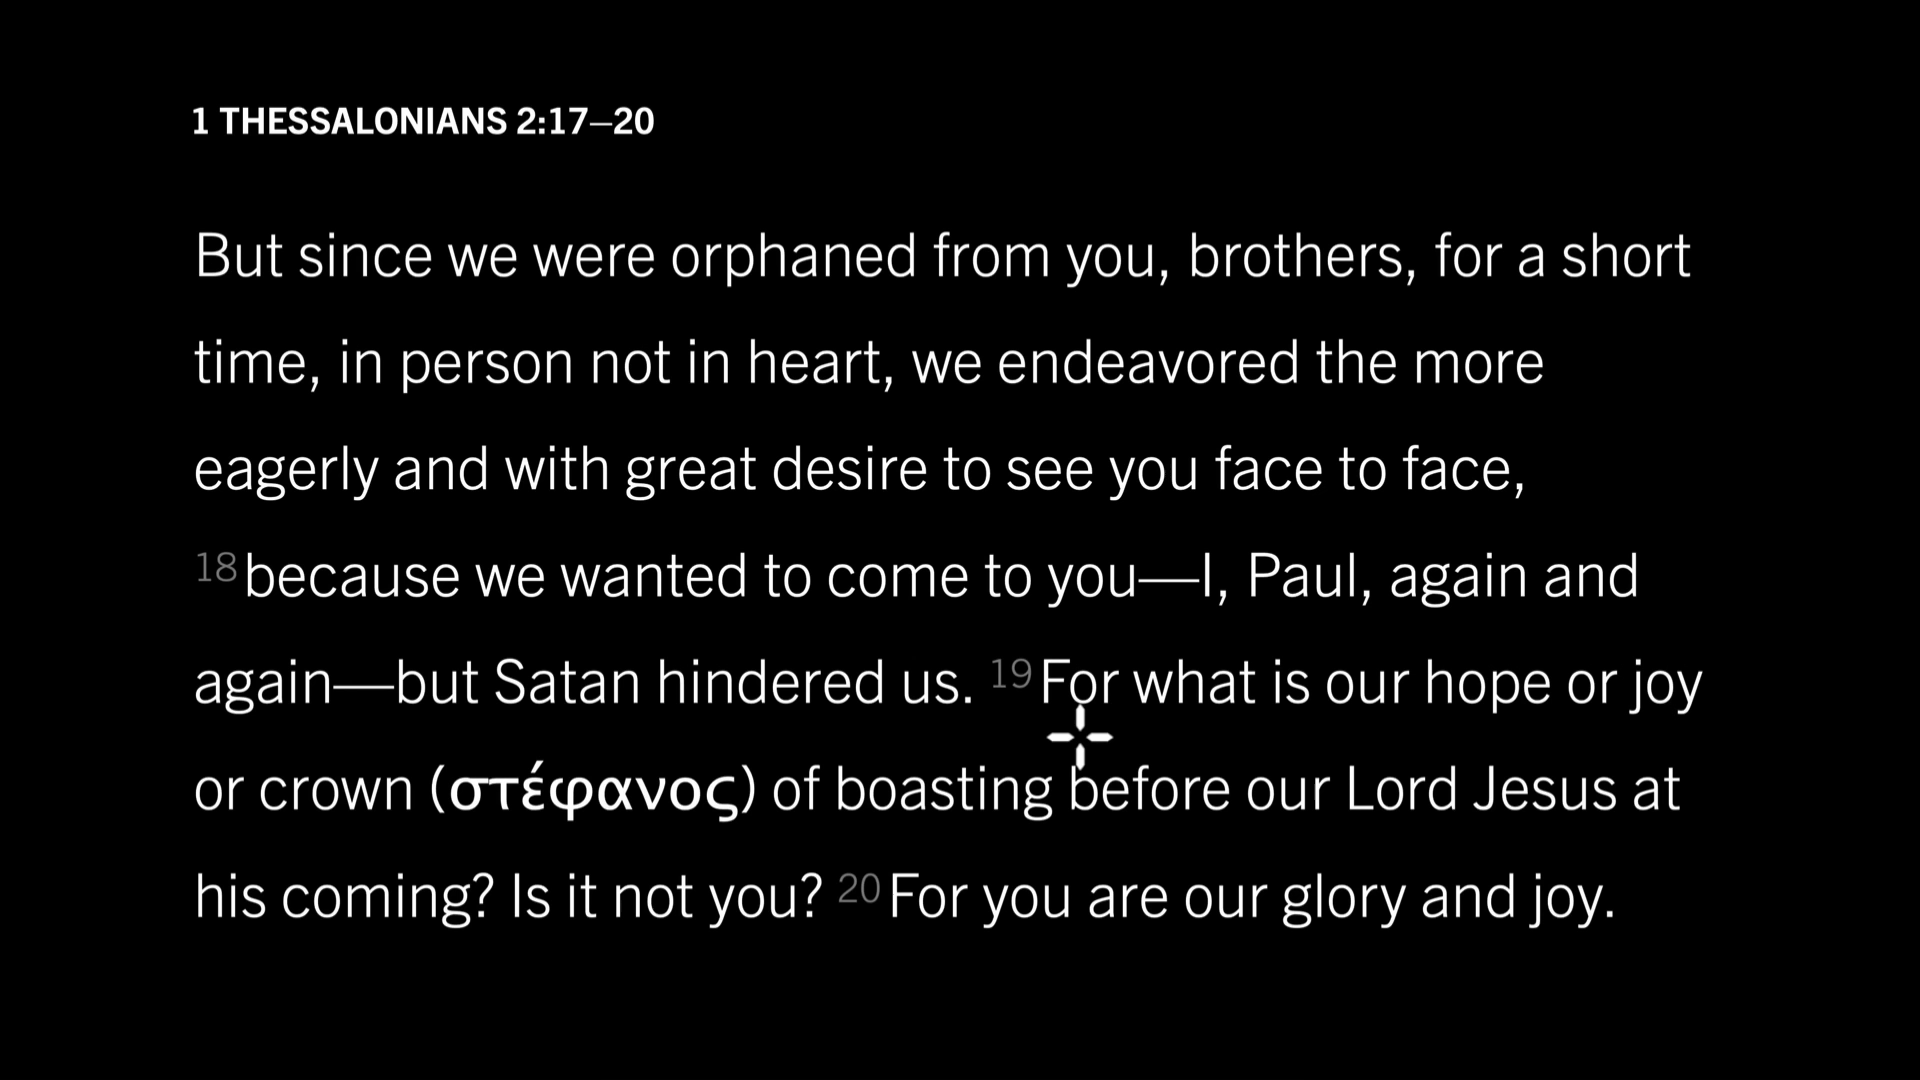 1 THESSALONIANS 2:17–20
But since we were orphaned from you, brothers, for a short
time, in person not in heart, we endeavored the more
eagerly and with great desire to see you face to face,
18 because we wanted to come to you—I, Paul, again and
again—but Satan hindered us. 19 For what is our hope or joy
or crown (στέφανος) of boasting before our Lord Jesus at
his coming? Is it not you? 20 For you are our glory and joy.